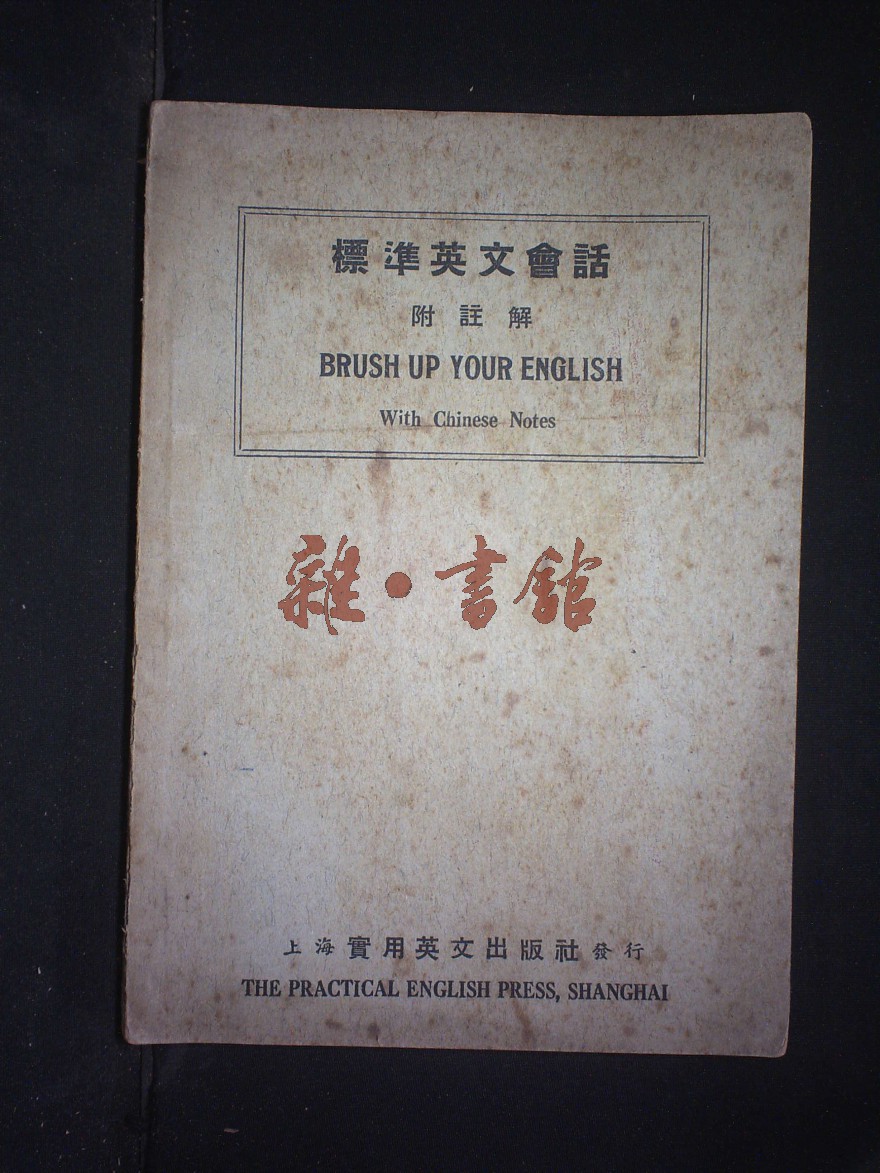 標準英文會話
附註解
BRUSH UP YOUR ENGLISH
With Chinese Notes
雜·書館
上海實用英文出版社發行
THE PRACTICAL ENGLISH PRESS, SHANGHAI